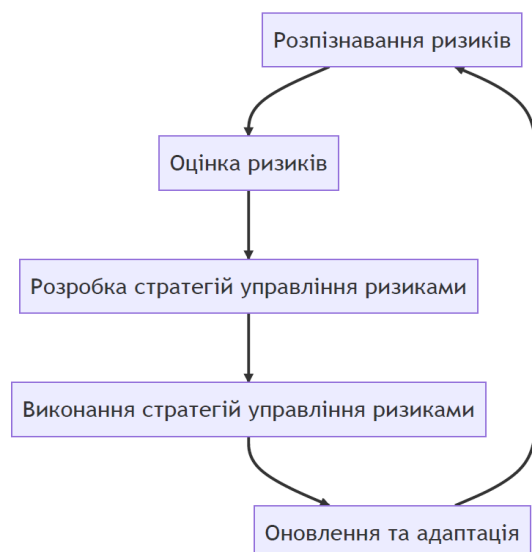 Розпізнавання ризиків
Оцінка ризиків
Розробка стратегій управління ризиками
Виконання стратегій управління ризиками
Оновлення та адаптація